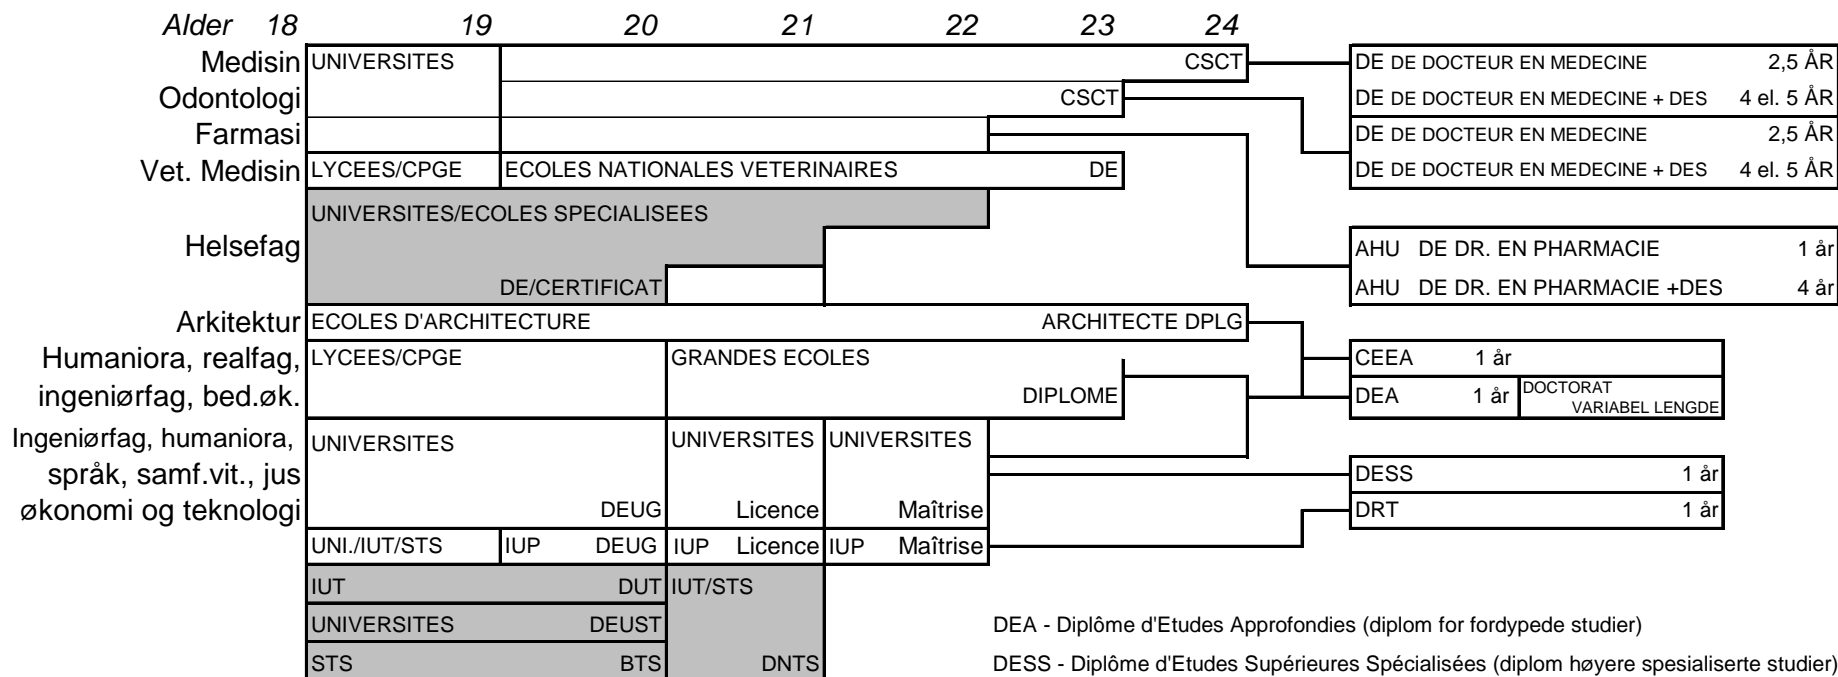 Alder 18 19 20 21 22 23 24
Medisin UNIVERSITES CSCT DE DE DOCTEUR EN MEDECINE 2,5 ÅR
Odontologi CSCT DE DE DOCTEUR EN MEDECINE + DES 4 el. 5 ÅR
Farmasi DE DE DOCTEUR EN MEDECINE 2,5 ÅR
Vet. Medisin LYCEES/CPGE ECOLES NATIONALES VETERINAIRES DE DE DE DOCTEUR EN MEDECINE + DES 4 el. 5 ÅR
UNIVERSITES/ECOLES SPECIALISEES
Helsefag AHU DE DR. EN PHARMACIE 1 år
DE/CERTIFICAT AHU DE DR. EN PHARMACIE +DES 4 år
Arkitektur ECOLES D'ARCHITECTURE ARCHITECTE DPLG
Humaniora, realfag, LYCEES/CPGE GRANDES ECOLES CEEA 1 år
ingeniørfag, bed.øk. DIPLOME DEA 1 år DOCTORAT
VARIABEL LENGDE
Ingeniørfag, humaniora, UNIVERSITES UNIVERSITES UNIVERSITES
språk, samf.vit., jus DESS 1 år
økonomi og teknologi DEUG Licence Maîtrise DRT 1 år
UNI./IUT/STS IUP DEUG IUP Licence IUP Maîtrise
IUT DUT IUT/STS
UNIVERSITES DEUST DEA - Diplôme d'Etudes Approfondies (diplom for fordypede studier)
STS BTS DNTS DESS - Diplôme d'Etudes Supérieures Spécialisées (diplom høyere spesialiserte studier)